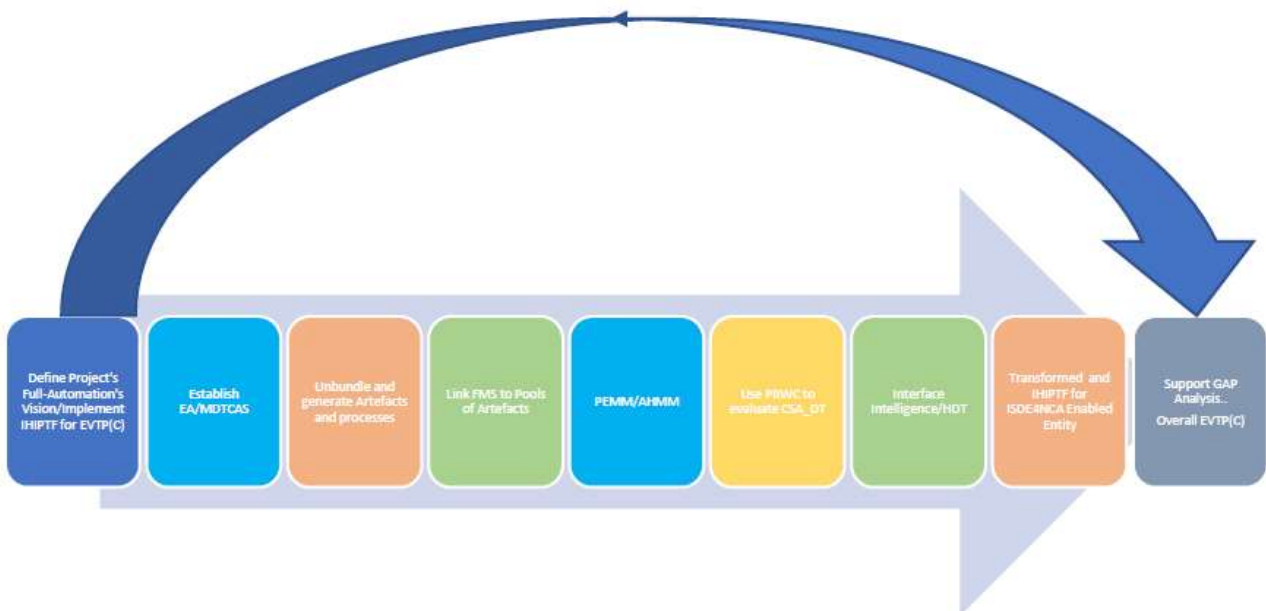 Define Project's
Full-Automation's
Vision/Implement
IHIPTF for EVTP(C)
Establish
EA/MDTCAS
Unbundle and
generate Artefacts
and processes
Link FMS to Pools
of Artefacts
PEMM/AHMM
Use PRWC to
evaluate CSA_DT
Interface
Intelligence/HDT
Transformed and
IHIPTF for
ISDE4NCA Enabled
Entity
Support GAP
Analysis..
Overall EVTP(C)